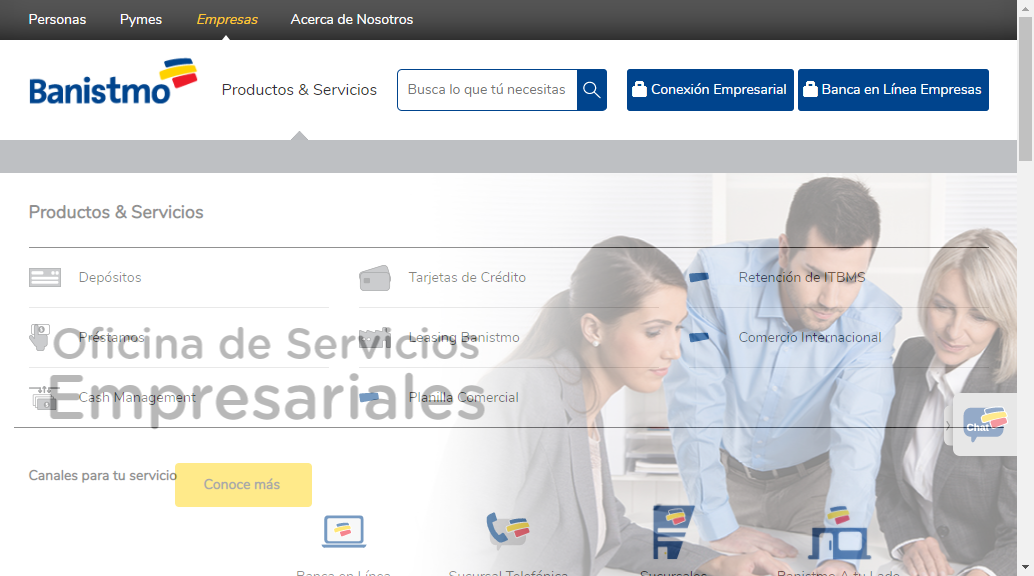 Personas Pymes Empresas Acerca de Nosotros
Banistmo Productos & Servicios Busca lo que tú necesitas Conexión Empresarial Banca en Línea Empresas
Productos & Servicios
Depósitos Tarjetas de Crédito Retención de ITBMS
Préstamos Leasing Banistmo Comercio Internacional
Oficina de Servicios
Cash Management Planilla Comercial
Empresariales
Chat
Canales para tu servicio
Conoce más
Banca en Línea Sucursal Telefónica Sucursales Banistmo A tu Lado